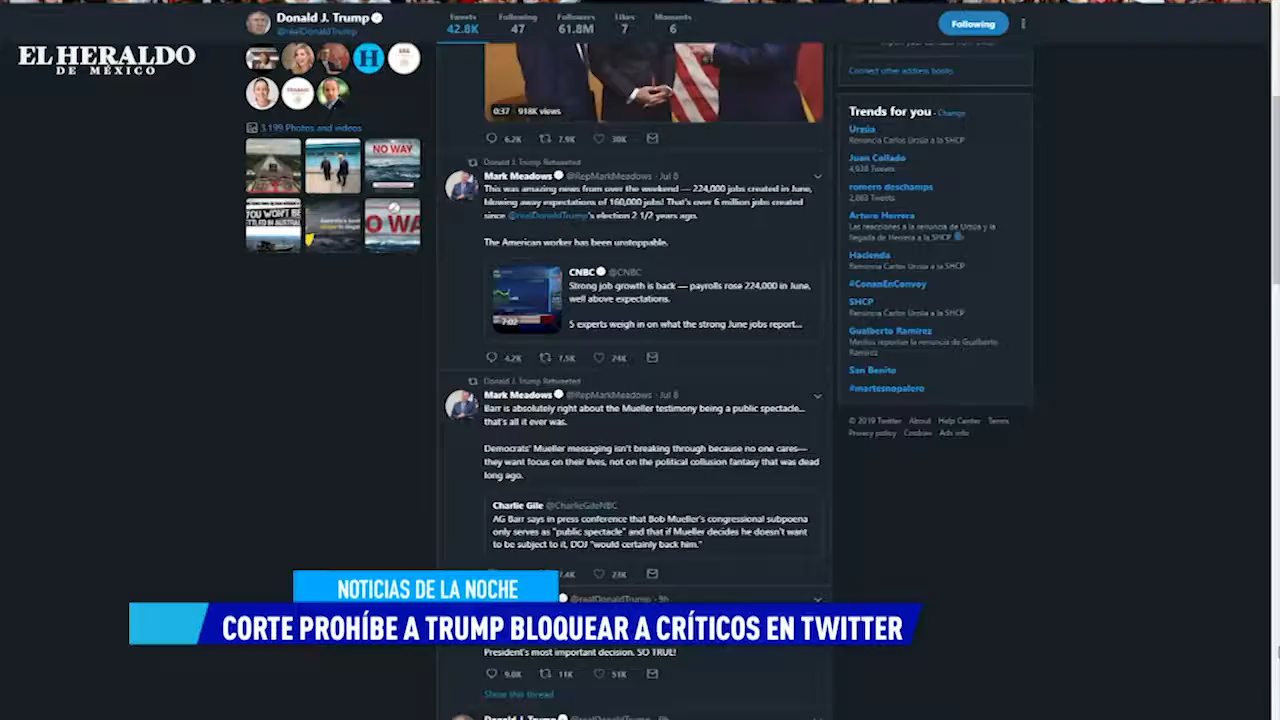 Donald J. Trump
@realDonaldTrump
Tweets
42.8K
Following
47
Followers
61.8M
Likes
7
Moments
6
Following
EL HERALDO
DE MÉXICO
H
3,199 Photos and videos
NO WAY
YOU WON'T BE
0:37 · 918K views
6.2K 7.9K 30K
Donald J. Trump Retweeted
Mark Meadows @RepMarkMeadows · Jul 8
This was amazing news from over the weekend — 224,000 jobs created in June,
blowing away expectations of 160,000 jobs! That's over 6 million jobs created
since @realDonaldTrump's election 2 1/2 years ago.
The American worker has been unstoppable.
CNBC @CNBC
Strong job growth is back — payrolls rose 224,000 in June,
well above expectations.
5 experts weigh in on what the strong June jobs report...
7:02
4.2K 7.5K 24K
Donald J. Trump Retweeted
Mark Meadows @RepMarkMeadows · Jul 8
Barr is absolutely right about the Mueller testimony being a public spectacle...
that's all it ever was.
Democrats' Mueller messaging isn't breaking through because no one cares—
they want focus on their lives, not on the political collusion fantasy that was dead
long ago.
Charlie Gile @CharlieGileNBC
AG Barr says in press conference that Bob Mueller's congressional subpoena
only serves as "public spectacle" and that if Mueller decides he doesn't want
to be subject to it, DOJ "would certainly back him."
7.4K 23K
@realDonaldTrump · 9h
President's most important decision. SO TRUE!
9.0K 11K 51K
Show this thread
Donald J. Trump @realDonaldTrump
Connect other address books
Trends for you · Change
Urzúa
Renuncia Carlos Urzúa a la SHCP
Juan Collado
4,938 Tweets
romero deschamps
2,863 Tweets
Arturo Herrera
Las reacciones a la renuncia de Urzúa y la
llegada de Herrera a la SHCP
Hacienda
Renuncia Carlos Urzúa a la SHCP
#ConanEnConvoy
SHCP
Renuncia Carlos Urzúa a la SHCP
Gualberto Ramírez
Medios reportan la renuncia de Gualberto
Ramírez
San Benito
#martesnopalero
© 2019 Twitter About Help Center Terms
Privacy policy Cookies Ads info
NOTICIAS DE LA NOCHE
CORTE PROHÍBE A TRUMP BLOQUEAR A CRÍTICOS EN TWITTER